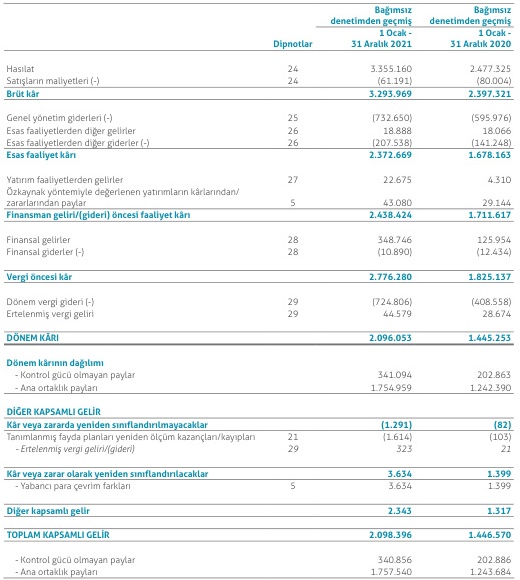 Bağımsız Bağımsız
denetimden geçmiş denetimden geçmiş
1 Ocak - 1 Ocak -
Dipnotlar 31 Aralık 2021 31 Aralık 2020
Hasılat 24 3.355.160 2.477.325
Satışların maliyetleri (-) 24 (61.191) (80.004)
Brüt kâr 3.293.969 2.397.321
Genel yönetim giderleri (-) 25 (732.650) (595.976)
Esas faaliyetlerden diğer gelirler 26 18.888 18.066
Esas faaliyetlerden diğer giderler (-) 26 (207.538) (141.248)
Esas faaliyet kârı 2.372.669 1.678.163
Yatırım faaliyetlerden gelirler 27 22.675 4.310
Özkaynak yöntemiyle değerlenen yatırımların kârlarından/
zararlarından paylar 5 43.080 29.144
Finansman geliri/(gideri) öncesi faaliyet kârı 2.438.424 1.711.617
Finansal gelirler 28 348.746 125.954
Finansal giderler (-) 28 (10.890) (12.434)
Vergi öncesi kâr 2.776.280 1.825.137
Dönem vergi gideri (-) 29 (724.806) (408.558)
Ertelenmiş vergi geliri 29 44.579 28.674
DÖNEM KÂRI 2.096.053 1.445.253
Dönem kârının dağılımı
- Kontrol gücü olmayan paylar 341.094 202.863
- Ana ortaklık payları 1.754.959 1.242.390
DİĞER KAPSAMLI GELİR
Kâr veya zararda yeniden sınıflandırılmayacaklar (1.291) (82)
Tanımlanmış fayda planları yeniden ölçüm kazançları/kayıpları 21 (1.614) (103)
- Ertelenmiş vergi geliri/(gideri) 29 323 21
Kâr veya zarar olarak yeniden sınıflandırılacaklar 3.634 1.399
- Yabancı para çevrim farkları 5 3.634 1.399
Diğer kapsamlı gelir 2.343 1.317
TOPLAM KAPSAMLI GELİR 2.098.396 1.446.570
- Kontrol gücü olmayan paylar 340.856 202.886
- Ana ortaklık payları 1.757.540 1.243.684